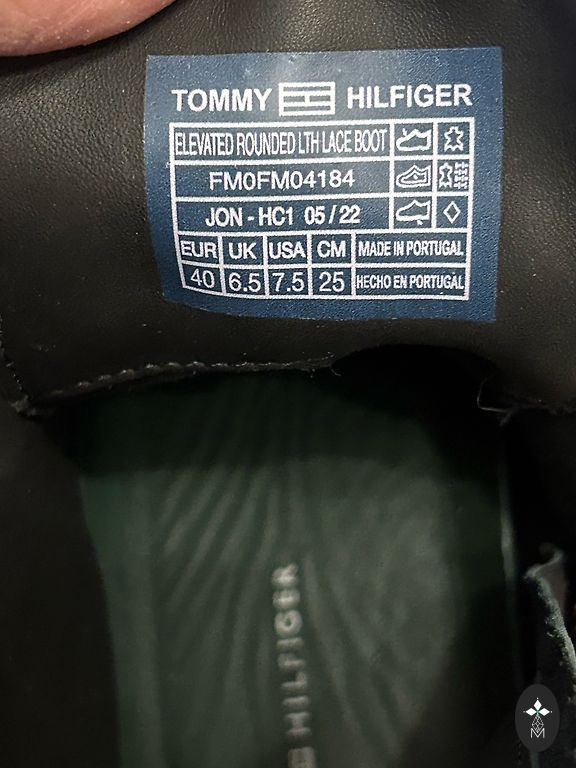 TOMMY HILFIGER
ELEVATED ROUNDED LTH LACE BOOT
FM0FM04184
JON - HC1 05 / 22
EUR UK USA CM MADE IN PORTUGAL
40 6.5 7.5 25 HECHO EN PORTUGAL
HILFIGER
M